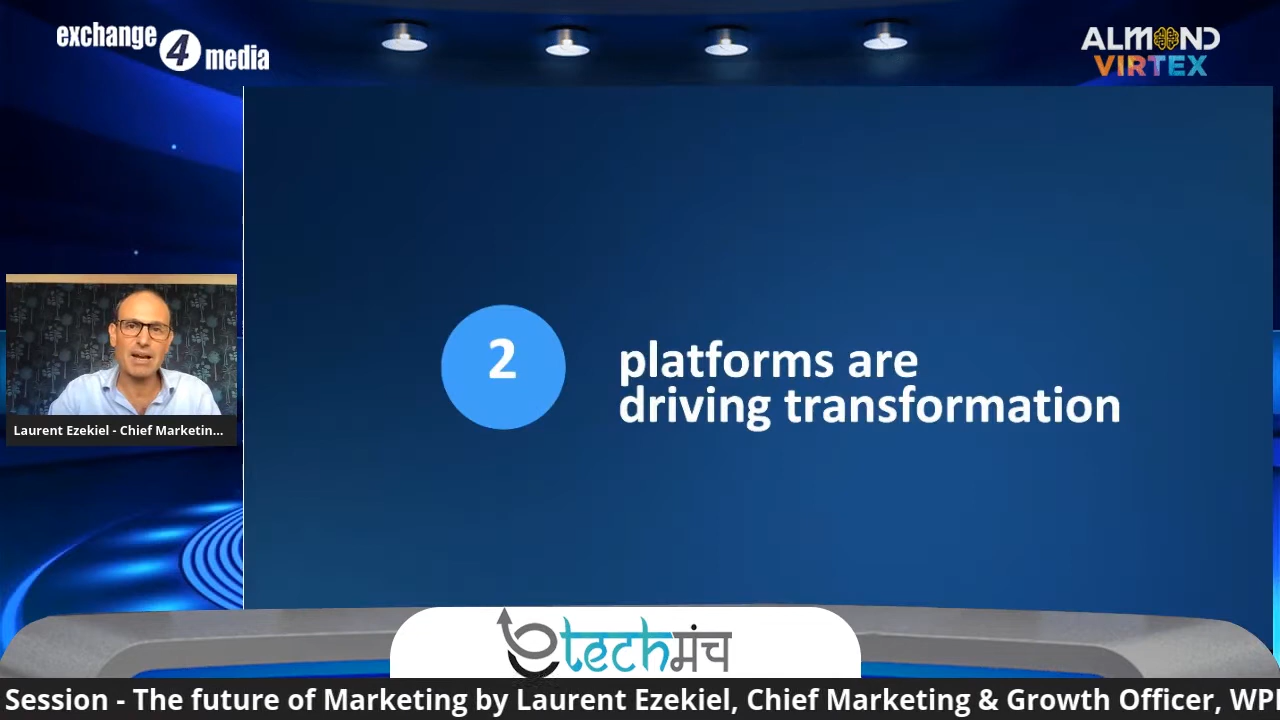 exchange
4
media
ALMOND
VIRTEX
2
platforms are
driving transformation
Laurent Ezekiel - Chief Marketin...
techमंच
Session - The future of Marketing by Laurent Ezekiel, Chief Marketing & Growth Officer,